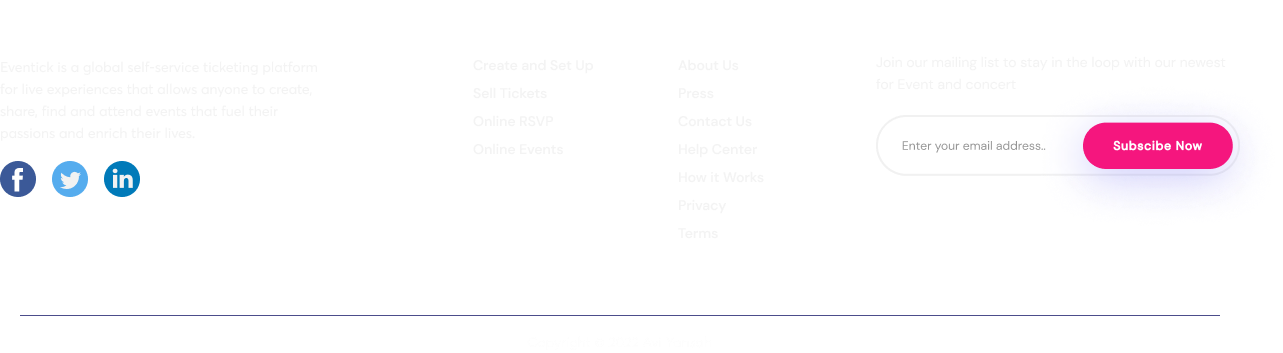 Eventick is a global self-service ticketing platform
for live experiences that allows anyone to create,
share, find and attend events that fuel their
passions and enrich their lives.
Create and Set Up
Sell Tickets
Online RSVP
Online Events
About Us
Press
Contact Us
Help Center
How it Works
Privacy
Terms
Join our mailing list to stay in the loop with our newest
for Event and concert
Enter your email address..
Subscibe Now